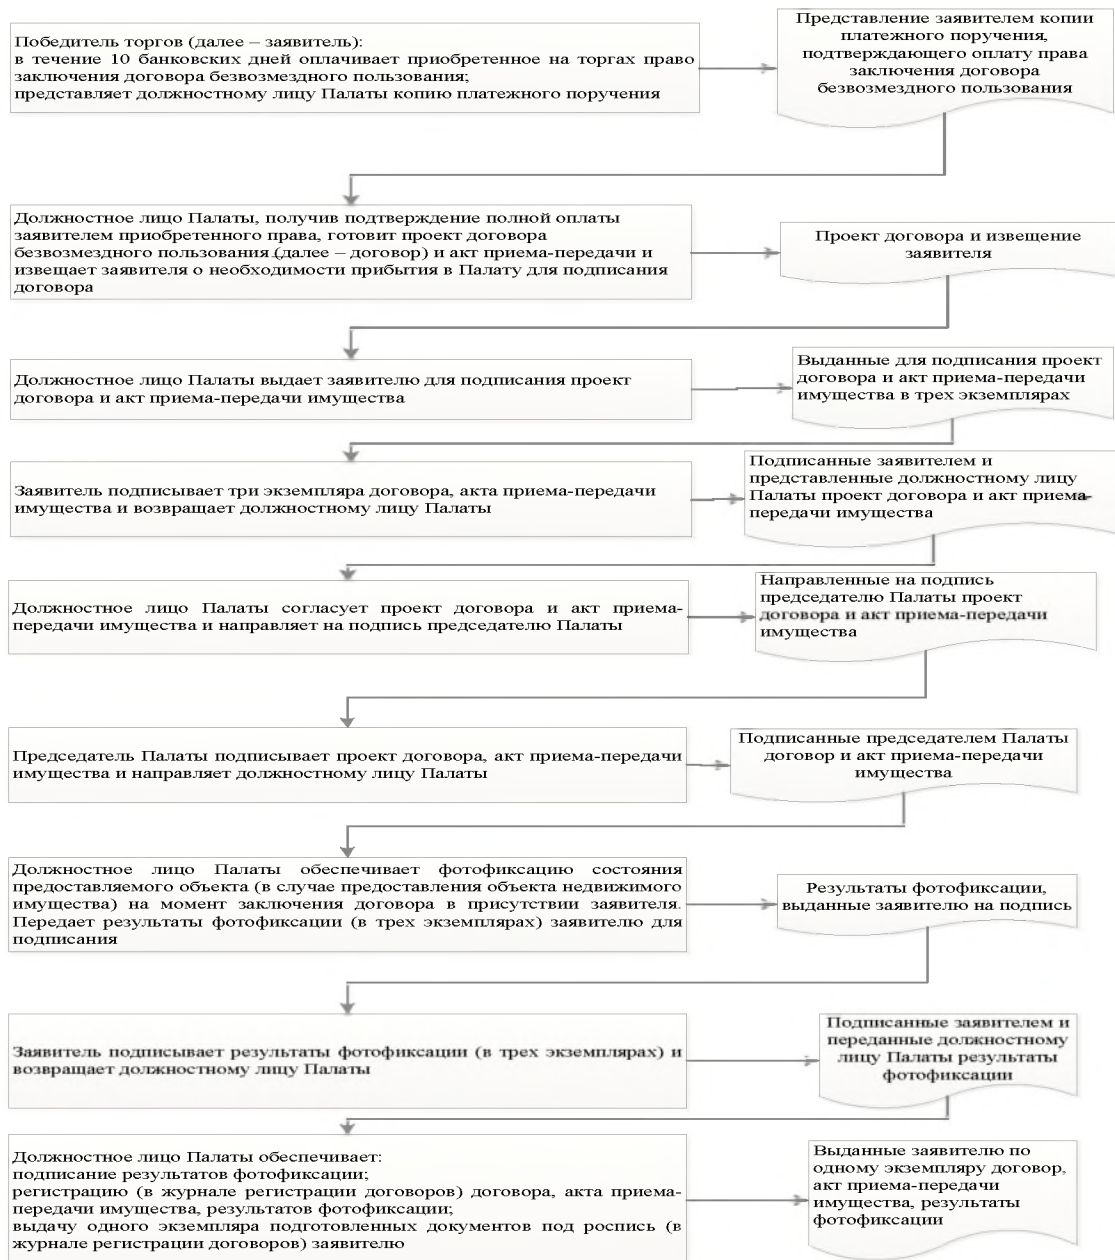 Победитель торгов (далее – заявитель):
в течение 10 банковских дней оплачивает приобретенное на торгах право
заключения договора безвозмездного пользования;
представляет должностному лицу Палаты копию платежного поручения
Представление заявителем копии
платежного поручения,
подтверждающего оплату права
заключения договора
безвозмездного пользования
Должностное лицо Палаты, получив подтверждение полной оплаты
заявителем приобретенного права, готовит проект договора
безвозмездного пользования (далее – договор) и акт приема-передачи и
извещает заявителя о необходимости прибытия в Палату для подписания
договора
Проект договора и извещение
заявителя
Должностное лицо Палаты выдает заявителю для подписания проект
договора и акт приема-передачи имущества
Выданные для подписания проект
договора и акт приема-передачи
имущества в трех экземплярах
Заявитель подписывает три экземпляра договора, акта приема-передачи
имущества и возвращает должностному лицу Палаты
Подписанные заявителем и
представленные должностному лицу
Палаты проект договора и акт приема-
передачи имущества
Должностное лицо Палаты согласует проект договора и акт приема-
передачи имущества и направляет на подпись председателю Палаты
Направленные на подпись
председателю Палаты проект
договора и акт приема-передачи
имущества
Председатель Палаты подписывает проект договора, акт приема-передачи
имущества и направляет должностному лицу Палаты
Подписанные председателем Палаты
договор и акт приема-передачи
имущества
Должностное лицо Палаты обеспечивает фотофиксацию состояния
предоставляемого объекта (в случае предоставления объекта недвижимого
имущества) на момент заключения договора в присутствии заявителя.
Передает результаты фотофиксации (в трех экземплярах) заявителю для
подписания
Результаты фотофиксации,
выданные заявителю на подпись
Заявитель подписывает результаты фотофиксации (в трех экземплярах) и
возвращает должностному лицу Палаты
Подписанные заявителем и
переданные должностному
лицу Палаты результаты
фотофиксации
Должностное лицо Палаты обеспечивает:
подписание результатов фотофиксации;
регистрацию (в журнале регистрации договоров) договора, акта приема-
передачи имущества, результатов фотофиксации;
выдачу одного экземпляра подготовленных документов под роспись (в
журнале регистрации договоров) заявителю
Выданные заявителю по
одному экземпляру договор,
акт приема-передачи
имущества, результаты
фотофиксации